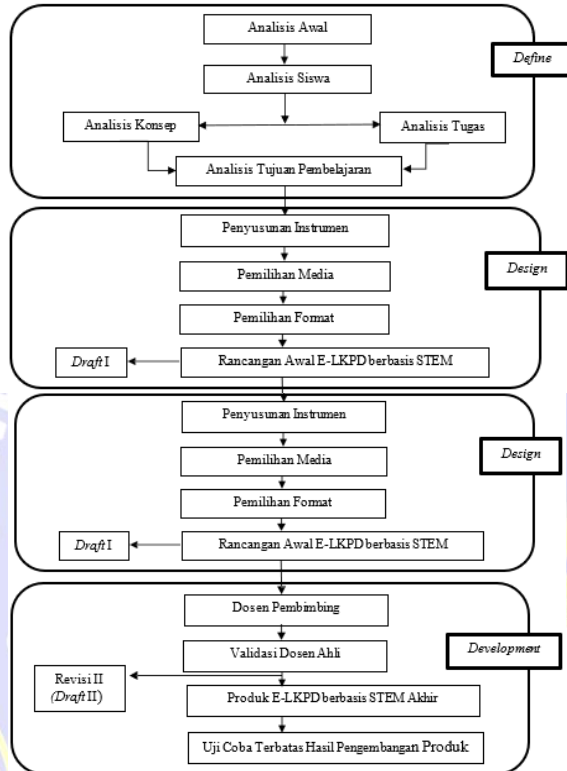 Analisis Awal
Define
Analisis Siswa
Analisis Konsep
Analisis Tugas
Analisis Tujuan Pembelajaran
Penyusunan Instrumen
Design
Pemilihan Media
Pemilihan Format
Draft I
Rancangan Awal E-LKPD berbasis STEM
Penyusunan Instrumen
Design
Pemilihan Media
Pemilihan Format
Draft I
Rancangan Awal E-LKPD berbasis STEM
Dosen Pembimbing
Development
Validasi Dosen Ahli
Revisi II
(Draft II)
Produk E-LKPD berbasis STEM Akhir
Uji Coba Terbatas Hasil Pengembangan Produk